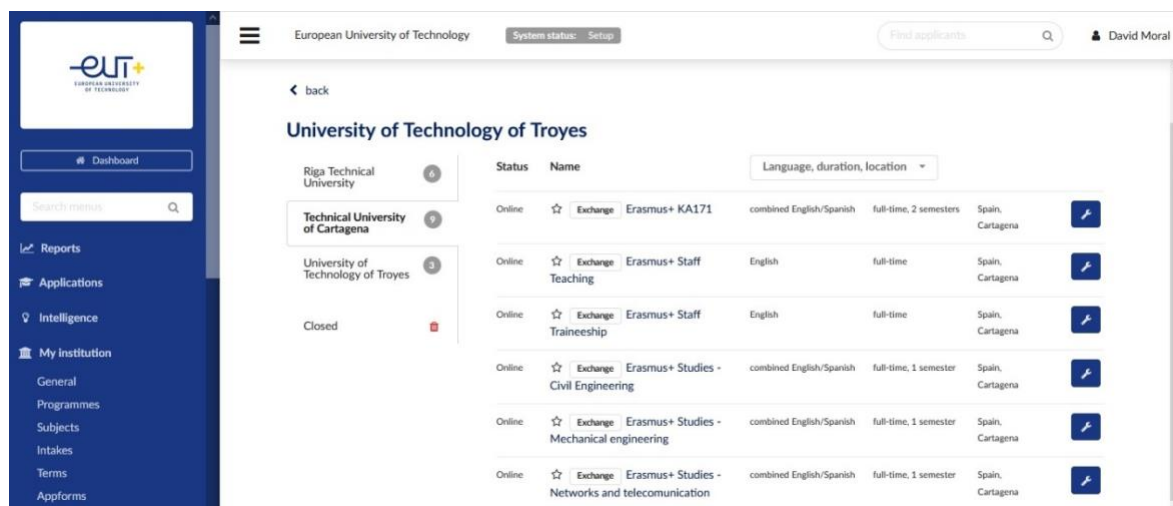 eut+
EUROPEAN UNIVERSITY
OF TECHNOLOGY
European University of Technology
System status: Setup
Find applicants
David Moral
Dashboard
Search menus
Reports
Applications
Intelligence
My institution
General
Programmes
Subjects
Intakes
Terms
Appforms
back
University of Technology of Troyes
Riga Technical
University
6
Technical University
of Cartagena
9
University of
Technology of Troyes
3
Closed
Status Name Language, duration, location
Online Exchange Erasmus+ KA171 combined English/Spanish full-time, 2 semesters Spain,
Cartagena
Online Exchange Erasmus+ Staff English full-time Spain,
Teaching Cartagena
Online Exchange Erasmus+ Staff English full-time Spain,
Traineeship Cartagena
Online Exchange Erasmus+ Studies - combined English/Spanish full-time, 1 semester Spain,
Civil Engineering Cartagena
Online Exchange Erasmus+ Studies - combined English/Spanish full-time, 1 semester Spain,
Mechanical engineering Cartagena
Online Exchange Erasmus+ Studies - combined English/Spanish full-time, 1 semester Spain,
Networks and telecommunication Cartagena